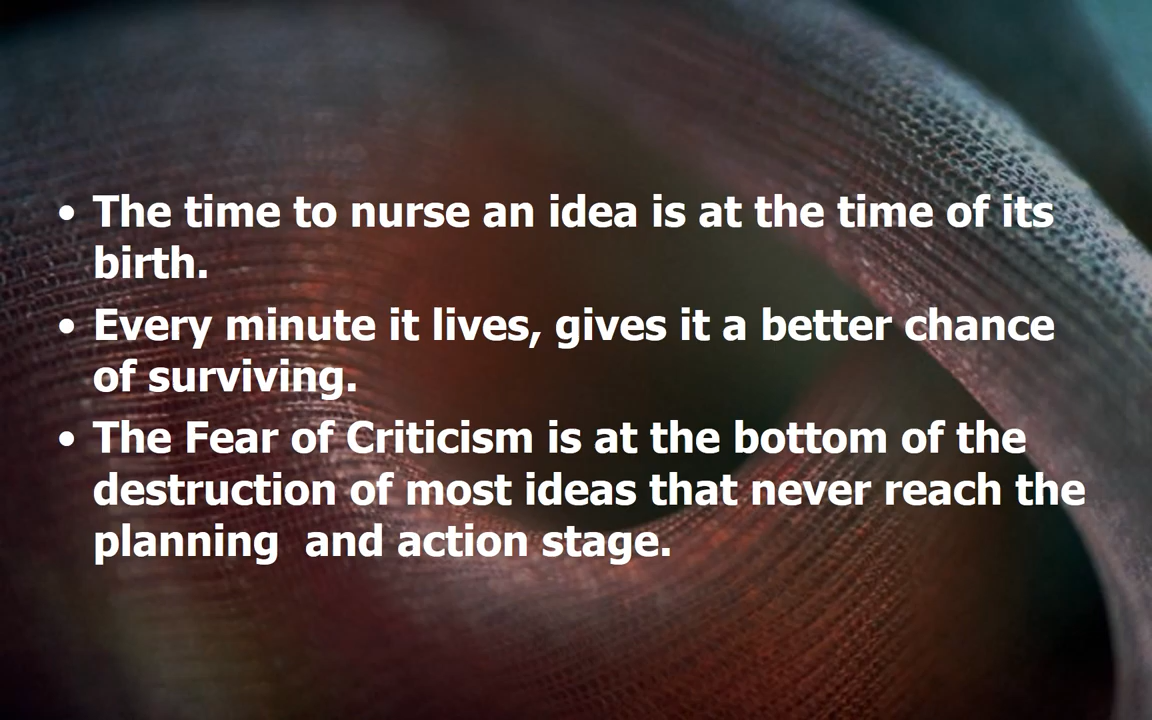 • The time to nurse an idea is at the time of its
birth.
• Every minute it lives, gives it a better chance
of surviving.
• The Fear of Criticism is at the bottom of the
destruction of most ideas that never reach the
planning  and action stage.